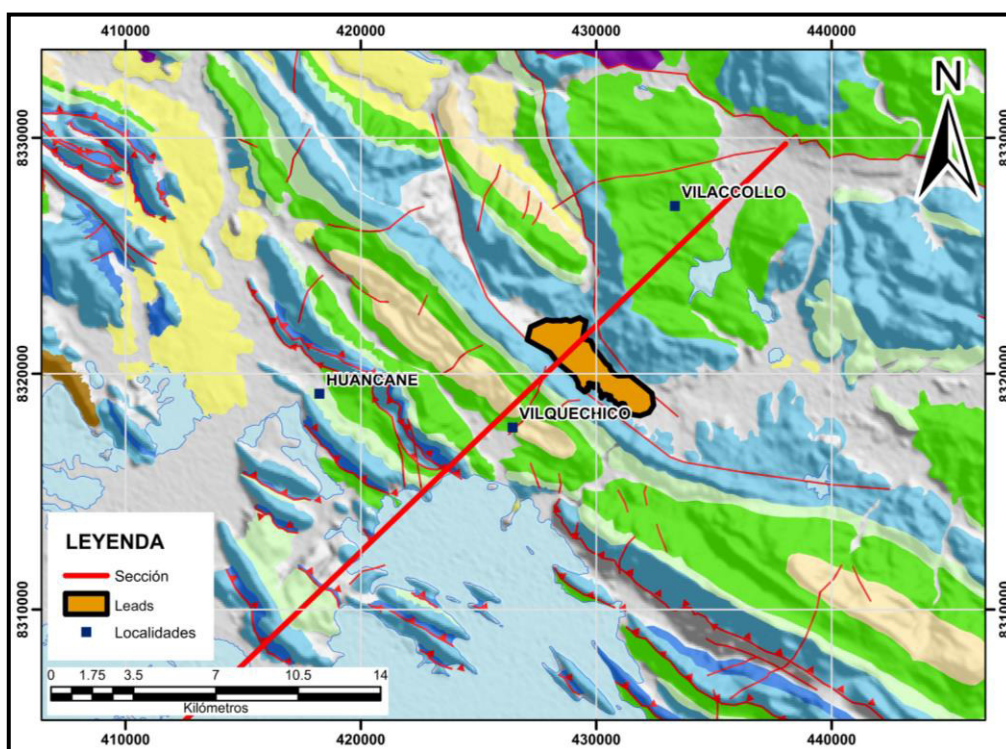 410000 420000 430000 440000
N
8330000 8330000
VILACCOLLO
8320000 8320000
HUANCANE
VILQUECHICO
LEYENDA
Sección
Leads
Localidades
8310000 8310000
0 1.75 3.5 7 10.5 14
Kilómetros
410000 420000 430000 440000